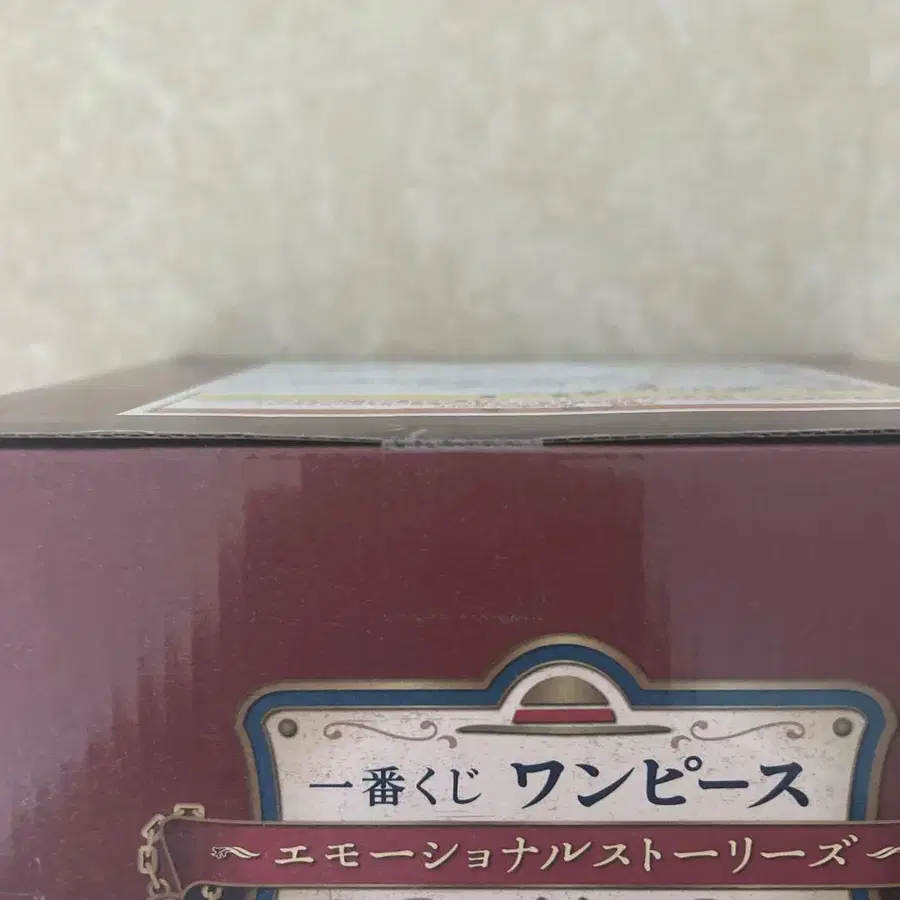 一番くじ ワンピース
エモーショナルストーリーズ